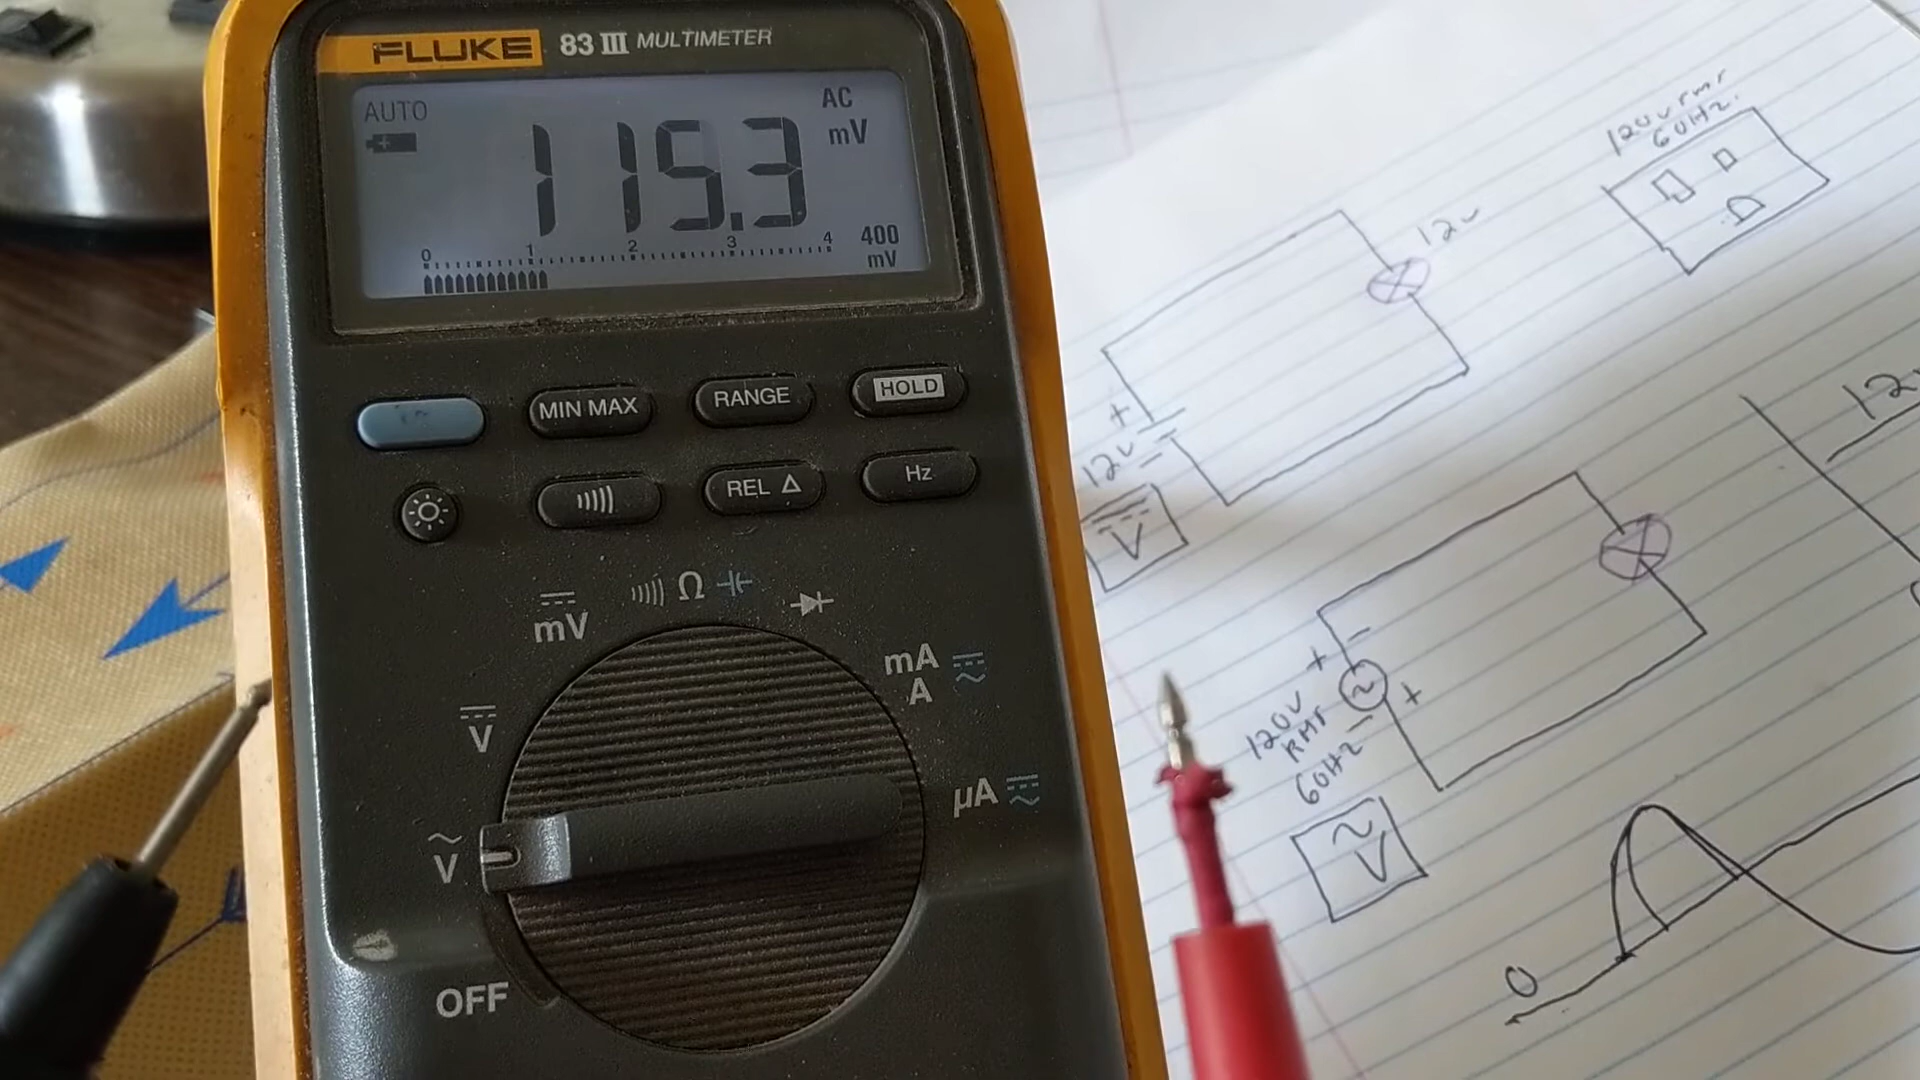 FLUKE 83 III MULTIMETER
AUTO
AC
115.3 mV
0 1 2 3 4 400
mV
MIN MAX RANGE HOLD
REL Δ Hz
mV Ω
mA
A
V
µA
V
OFF
120v rmr
60Hz.
12v
+
12v
-
V
12v
-
+
+
-
120v
RMS
60Hz
V
0